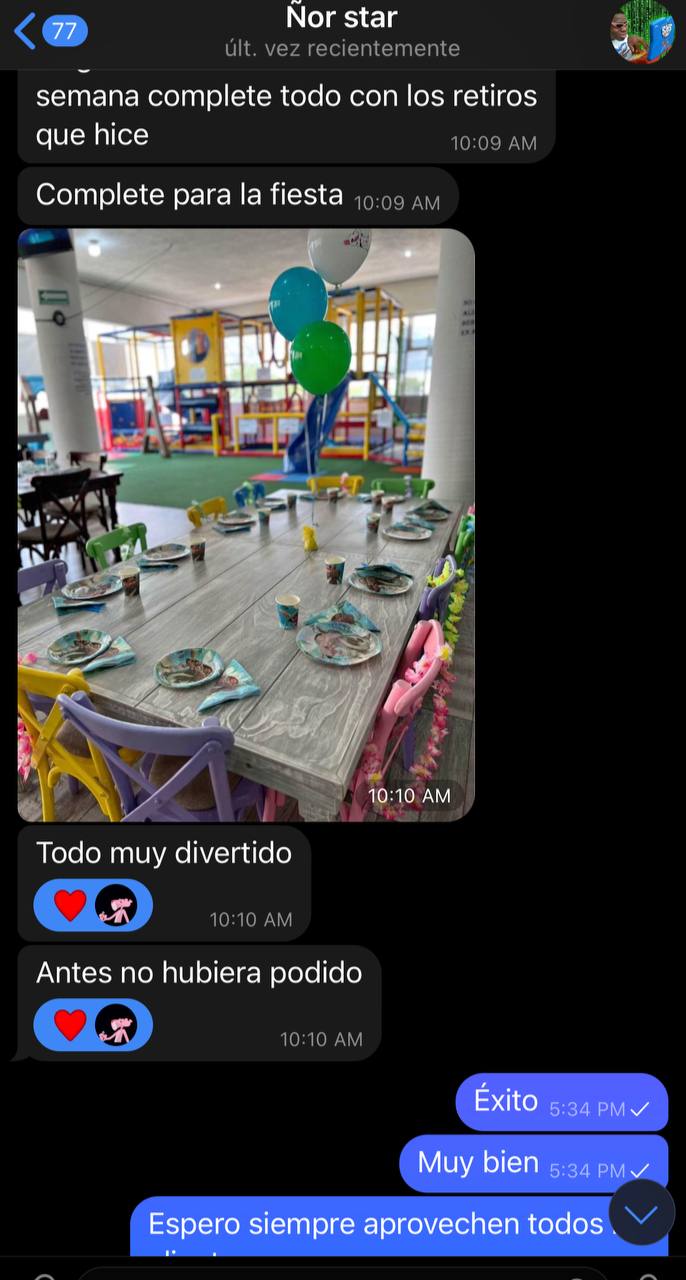 77
Ñor star
últ. vez recientemente
semana complete todo con los retiros
que hice
10:09 AM
Complete para la fiesta 10:09 AM
10:10 AM
Todo muy divertido
10:10 AM
Antes no hubiera podido
10:10 AM
Éxito 5:34 PM
Muy bien 5:34 PM
Espero siempre aprovechen todos